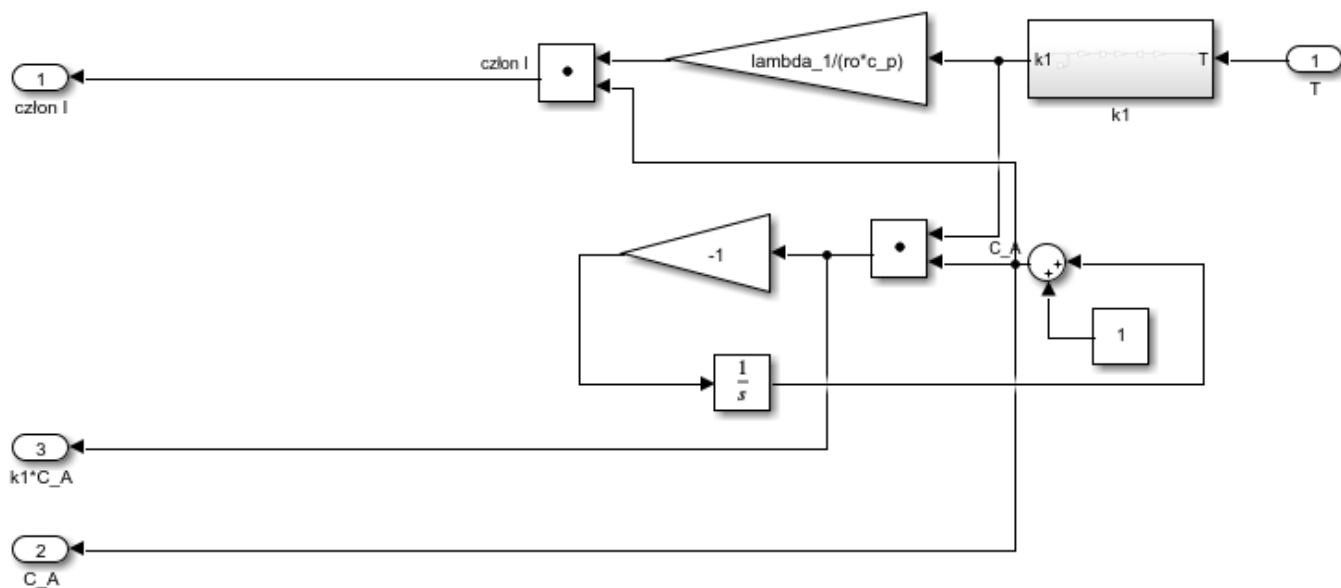 1
człon I
człon I
lambda_1/(ro*c_p)
k1
T
k1
1
T
-1
C_A
+
+
1
1
s
3
k1*C_A
2
C_A